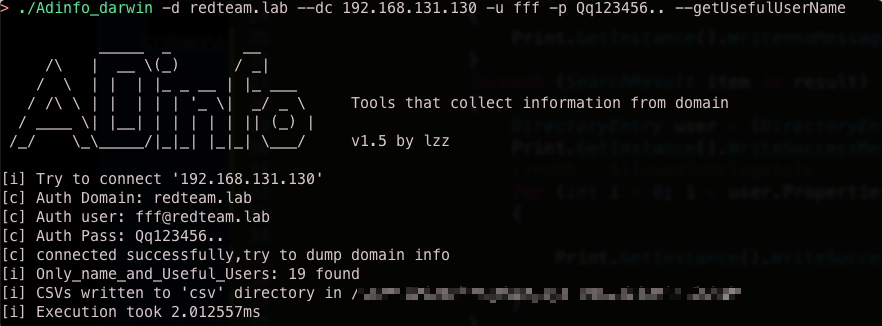 > ./Adinfo_darwin -d redteam.lab --dc 192.168.131.130 -u fff -p Qq123456.. --getUsefulUserName
ADinfo
Tools that collect information from domain
v1.5 by lzz
[i] Try to connect '192.168.131.130'
[c] Auth Domain: redteam.lab
[c] Auth user: fff@redteam.lab
[c] Auth Pass: Qq123456..
[c] connected successfully,try to dump domain info
[i] Only_name_and_Useful_Users: 19 found
[i] CSVs written to 'csv' directory in /
[i] Execution took 2.012557ms